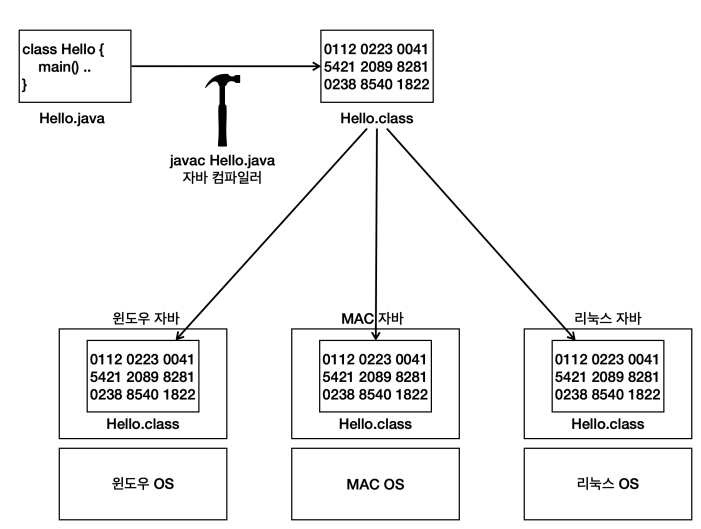 class Hello {
main() ..
}
Hello.java
javac Hello.java
자바 컴파일러
0112 0223 0041
5421 2089 8281
0238 8540 1822
Hello.class
윈도우 자바
0112 0223 0041
5421 2089 8281
0238 8540 1822
Hello.class
윈도우 OS
MAC 자바
0112 0223 0041
5421 2089 8281
0238 8540 1822
Hello.class
MAC OS
리눅스 자바
0112 0223 0041
5421 2089 8281
0238 8540 1822
Hello.class
리눅스 OS